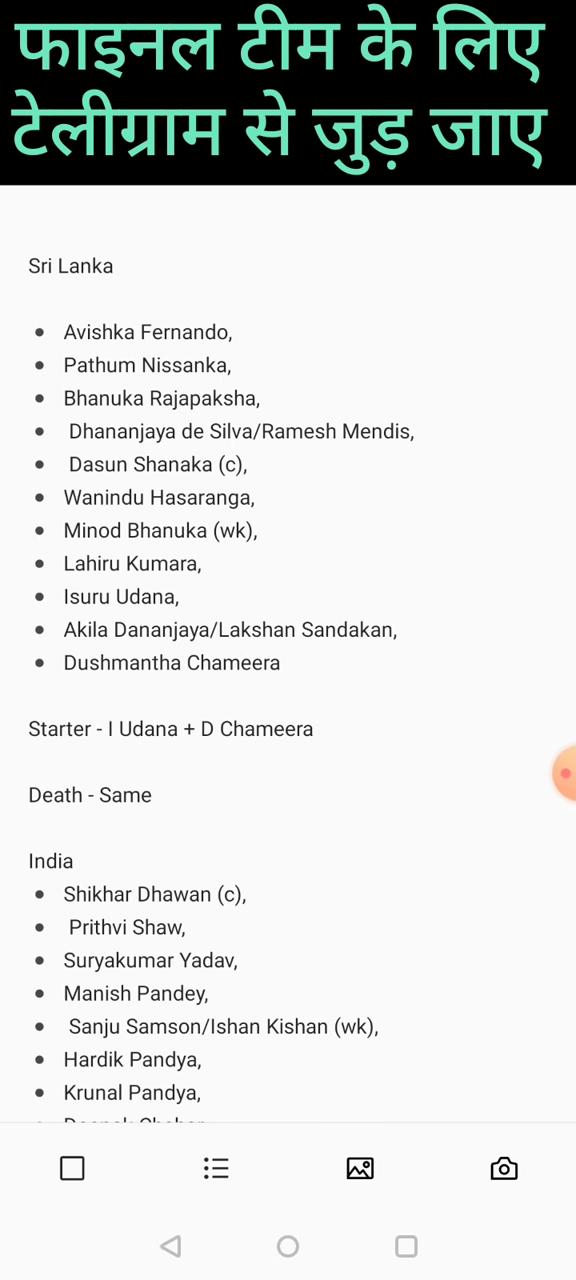 फाइनल टीम के लिए
टेलीग्राम से जुड़ जाए
Sri Lanka
Avishka Fernando,
Pathum Nissanka,
Bhanuka Rajapaksha,
Dhananjaya de Silva/Ramesh Mendis,
Dasun Shanaka (c),
Wanindu Hasaranga,
Minod Bhanuka (wk),
Lahiru Kumara,
Isuru Udana,
Akila Dananjaya/Lakshan Sandakan,
Dushmantha Chameera
Starter - I Udana + D Chameera
Death - Same
India
Shikhar Dhawan (c),
Prithvi Shaw,
Suryakumar Yadav,
Manish Pandey,
Sanju Samson/Ishan Kishan (wk),
Hardik Pandya,
Krunal Pandya,